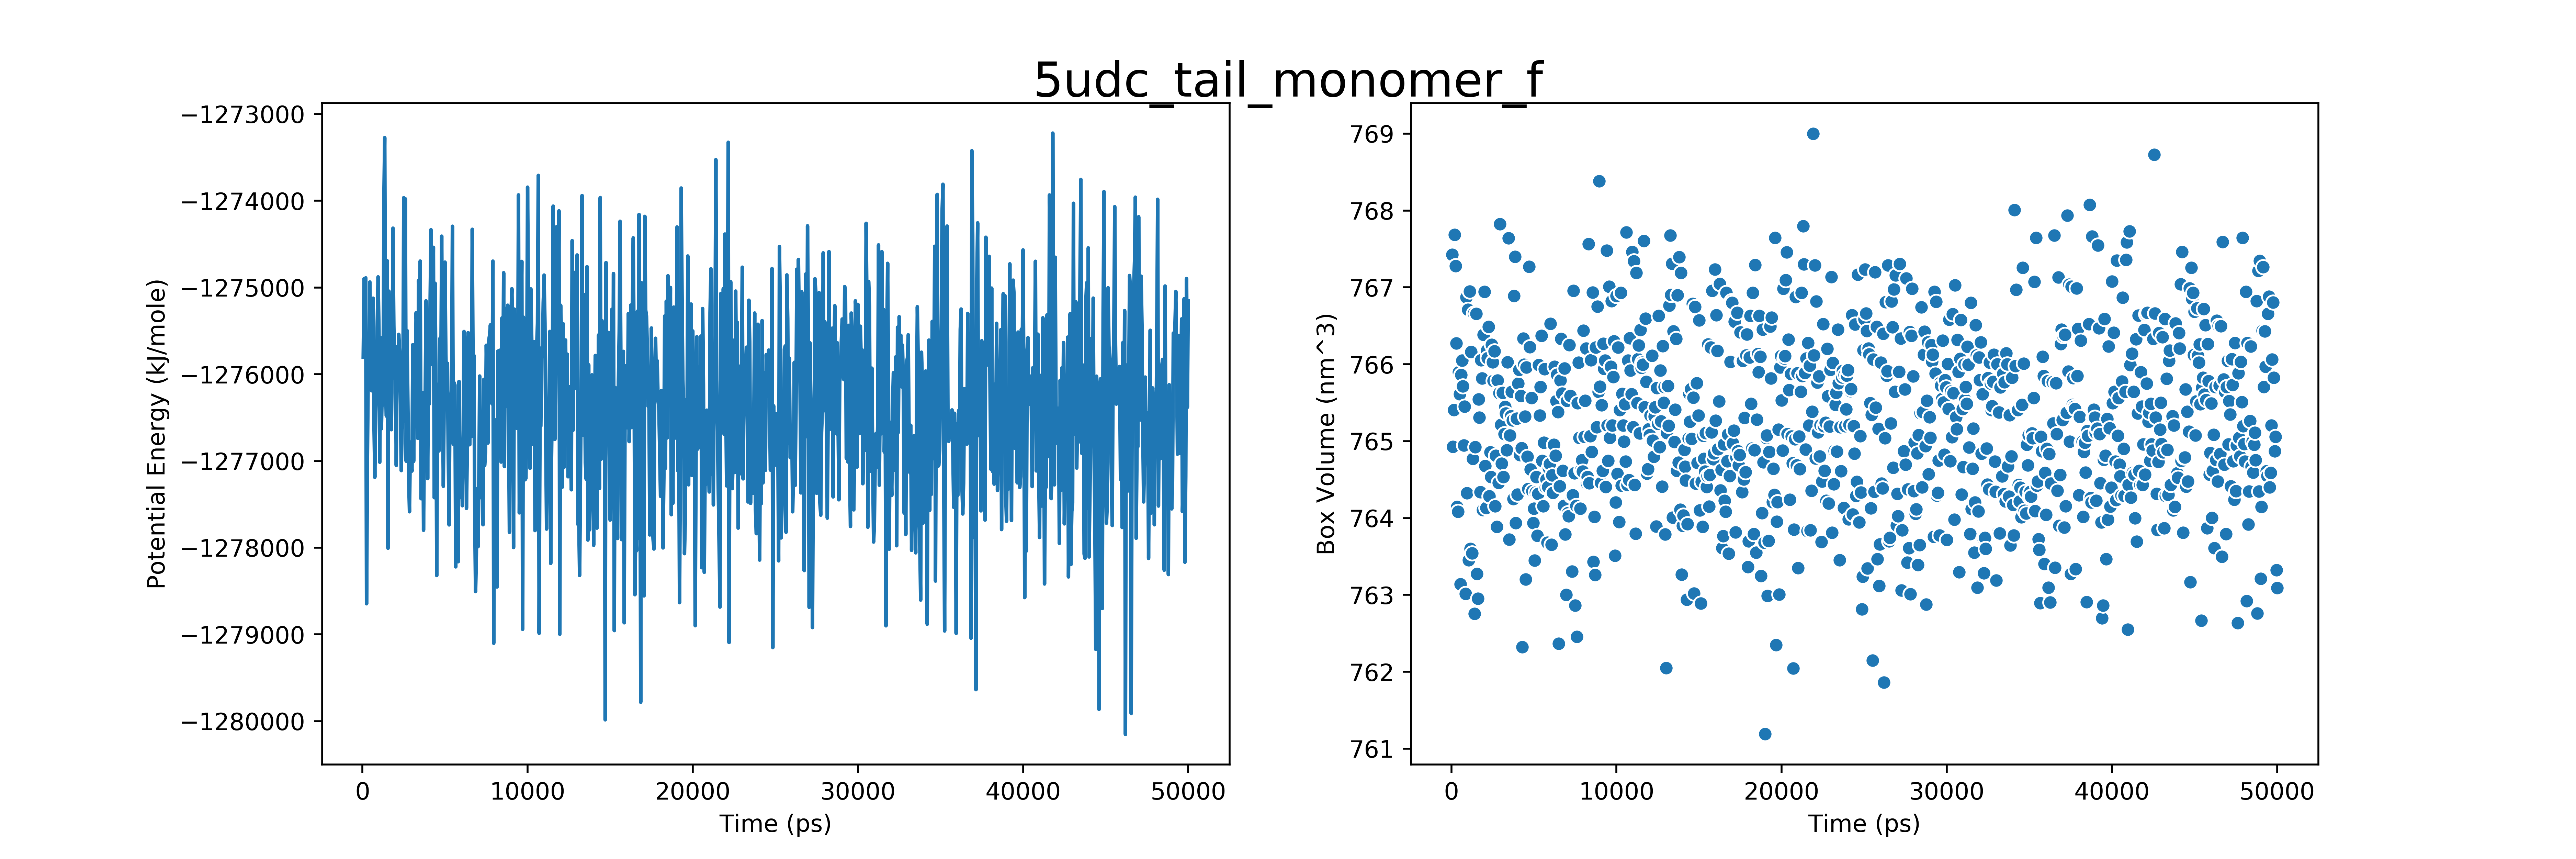 5udc_tail_monomer_f
−1273000
−1274000
−1275000
−1276000
−1277000
−1278000
−1279000
−1280000
Potential Energy (kJ/mole)
0 10000 20000 30000 40000 50000
Time (ps)
769
768
767
766
765
764
763
762
761
Box Volume (nm^3)
0 10000 20000 30000 40000 50000
Time (ps)